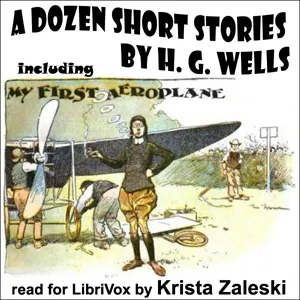 A DOZEN SHORT STORIES
BY H. G. WELLS
including
MY FIRST AEROPLANE
read for LibriVox by Krista Zaleski